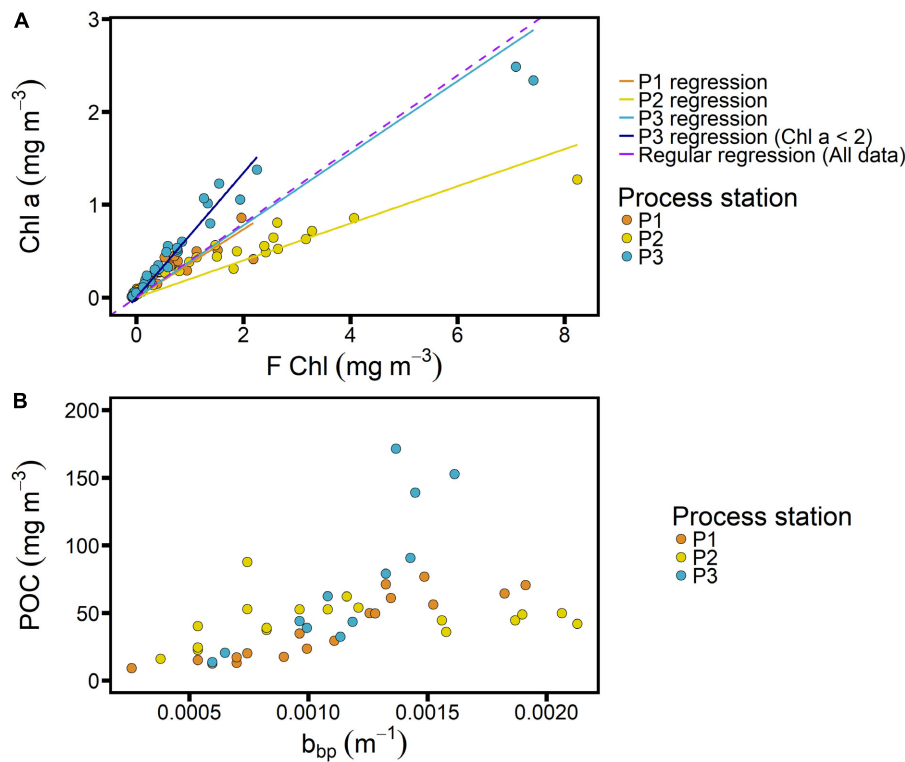 A
3
2
1
0
Chl a (mg m⁻³)
0 2 4 6 8
F Chl (mg m⁻³)
P1 regression
P2 regression
P3 regression
P3 regression (Chl a < 2)
Regular regression (All data)
Process station
P1
P2
P3
B
200
150
100
50
0
POC (mg m⁻³)
0.0005 0.0010 0.0015 0.0020
b_bp (m⁻¹)
Process station
P1
P2
P3